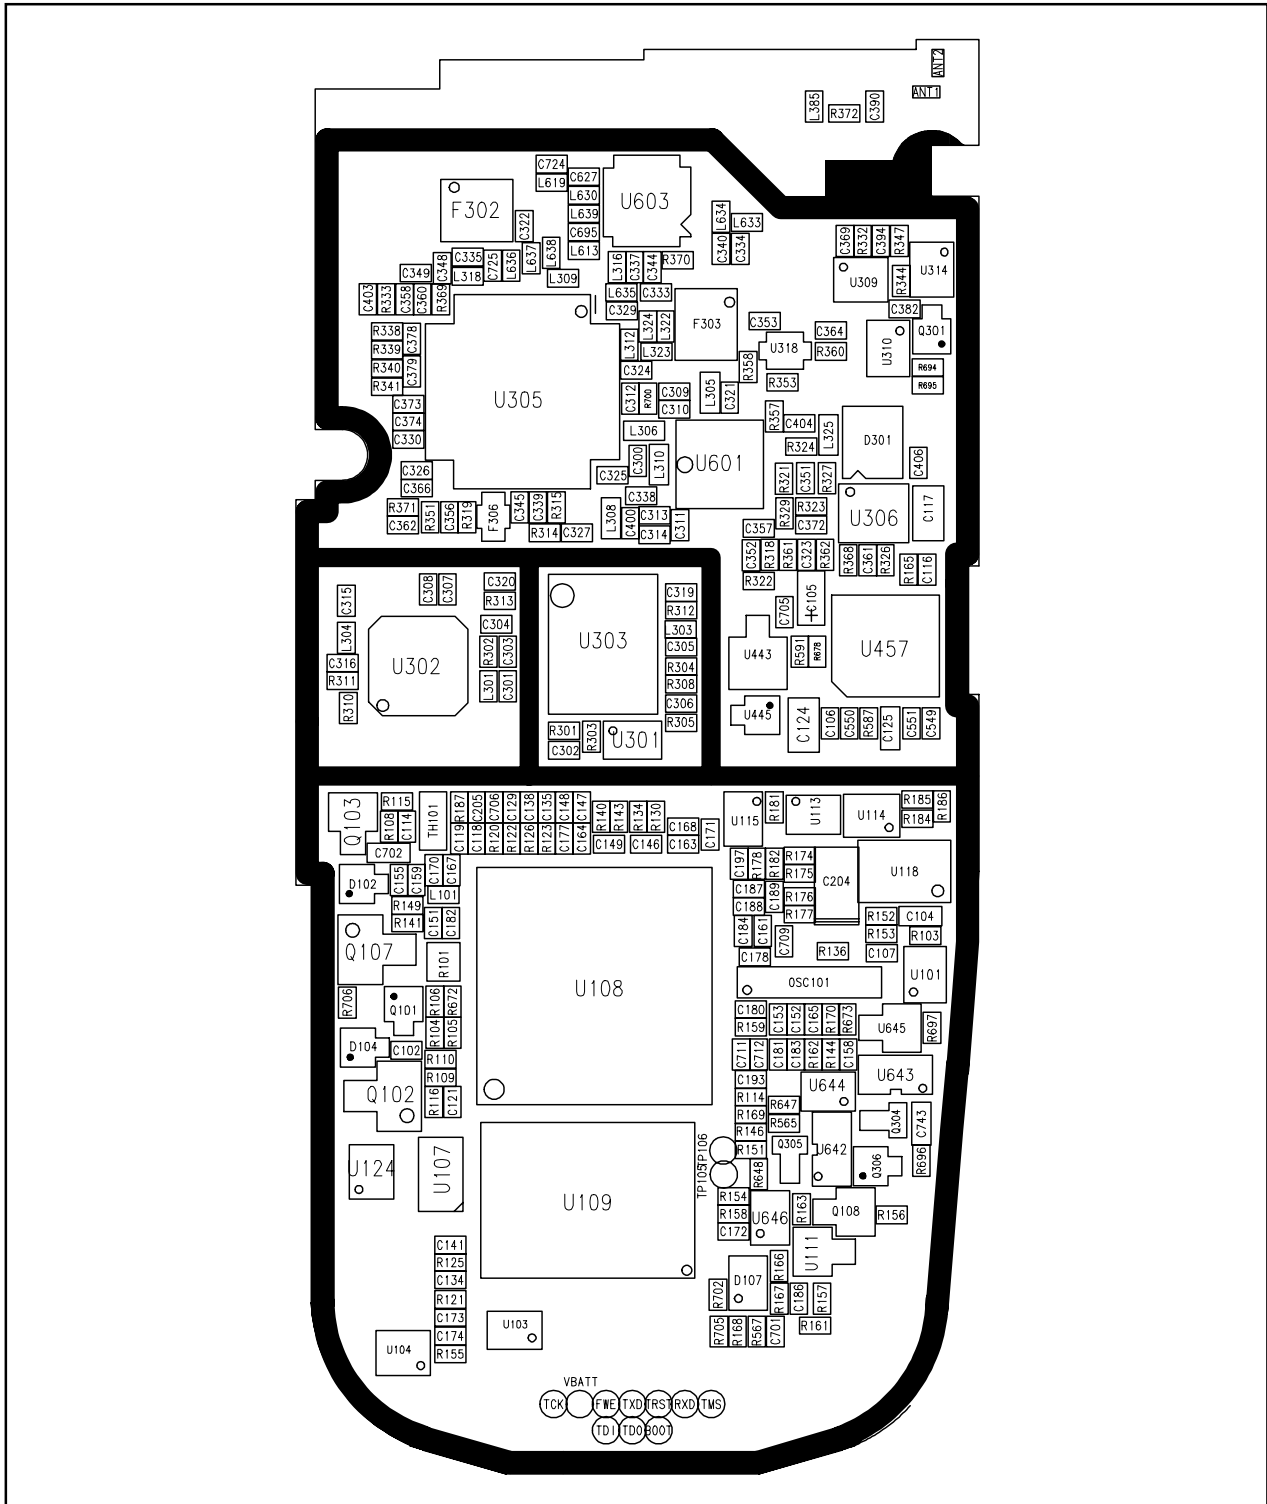 ANT2
ANT1
L385
R372
C390
C724
L619
C627
L630
L639
C695
L613
U603
F302
C322
L634
L633
C340
C334
C369
R332
C394
R347
C349
C348
C335
L318
C725
L636
L637
L638
L309
L316
C337
C344
R370
U309
R344
U314
C403
R333
C358
C360
R369
L635
C333
C329
C382
R338
R339
R340
R341
C378
C379
L324
L322
L312
L323
C324
F303
C353
U318
C364
R360
R358
R353
U310
Q301
R694
R695
U305
C373
C374
C330
C312
R700
C309
C310
L305
C321
L306
R357
C404
R324
L325
D301
C406
C326
C366
C300
L310
C325
U601
R321
C351
R327
R371
C362
R351
C356
R319
F306
C345
C339
R315
R314
C327
L308
C338
C400
C313
C314
C311
R329
R323
C372
C357
U306
C117
C352
R318
R361
C323
R362
R322
R368
C361
R326
R165
C116
C315
C308
C307
C320
R313
C304
L304
C316
R311
R310
U302
R302
C303
L301
C301
U303
C319
R312
L303
C305
R304
R308
C306
R305
R301
C302
R303
U301
C705
C105
U443
R591
R678
U457
U445
C124
C106
C550
R587
C125
C551
C549
Q103
R115
R108
C114
C702
TH101
R187
C205
C706
C129
C138
C135
C148
C147
C119
C118
R120
R122
R126
R123
C177
C164
R140
R143
R134
R130
C149
C146
C168
C163
C171
U115
R181
U113
U114
R185
R184
R186
D102
C155
C159
C170
C167
L101
R149
R141
C151
C182
C197
R178
R182
R174
R175
C187
C188
C189
R176
R177
C204
U118
C184
C161
C709
C178
R136
R152
R153
C107
C104
R103
Q107
R101
U108
OSC101
U101
R706
Q101
R106
R672
R104
R105
C180
R159
C153
C152
C165
R170
R673
U645
R697
D104
C102
R110
R109
R116
C121
Q102
C711
C712
C181
C183
R162
R144
C158
C193
R114
R169
R146
R151
U644
U643
R647
R565
Q304
C743
U124
U107
U109
TP106
TP105
Q305
U642
Q306
R696
R648
R154
R158
C172
U646
R163
Q108
R156
U111
C141
R125
C134
R121
C173
C174
R155
U103
U104
D107
R702
R166
R167
C186
R157
R705
R168
R567
C701
R161
VBATT
TCK
FWE
TXD
TRST
RXD
TMS
TDI
TDO
BOOT